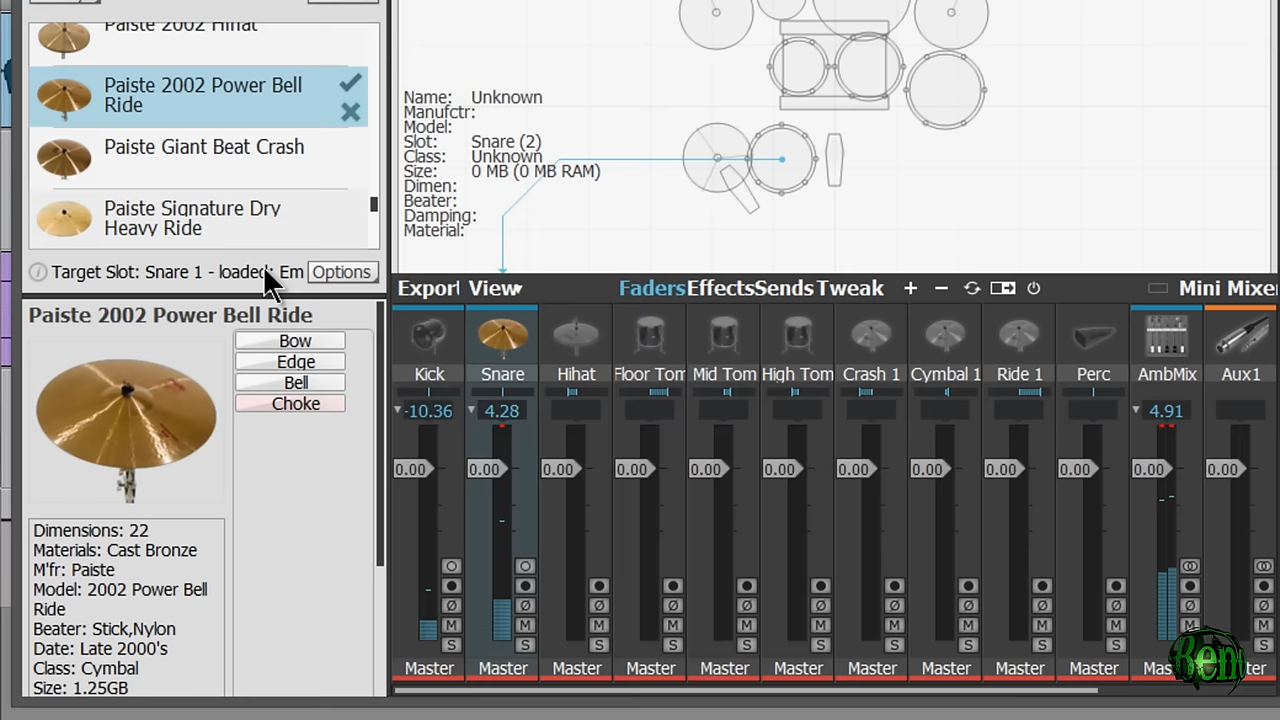 Paiste 2002 Hihat
Paiste 2002 Power Bell
Ride
Paiste Giant Beat Crash
Paiste Signature Dry
Heavy Ride
Target Slot: Snare 1 - loaded: Em
Options
Paiste 2002 Power Bell Ride
Bow
Edge
Bell
Choke
Dimensions: 22
Materials: Cast Bronze
M'fr: Paiste
Model: 2002 Power Bell
Ride
Beater: Stick,Nylon
Date: Late 2000's
Class: Cymbal
Size: 1.25GB
Name: Unknown
Manufctr:
Model:
Slot: Snare (2)
Class: Unknown
Size: 0 MB (0 MB RAM)
Dimen:
Beater:
Damping:
Material:
Export View Faders Effects Sends Tweak + − Mini Mixe
Kick Snare Hihat Floor Tom Mid Tom High Tom Crash 1 Cymbal 1 Ride 1 Perc AmbMix Aux1
-10.36 4.28 4.91
0.00 0.00 0.00 0.00 0.00 0.00 0.00 0.00 0.00 0.00 0.00 0.00
Ø Ø Ø Ø Ø Ø Ø Ø Ø Ø Ø Ø
M M M M M M M M M M M M
S S S S S S S S S S S S
Master Master Master Master Master Master Master Master Master Master Mas ter
Ben